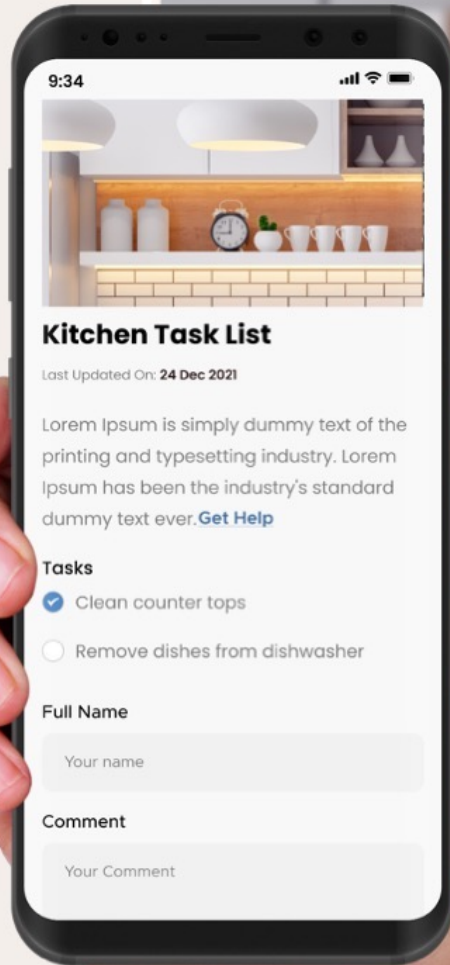 9:34
Kitchen Task List
Last Updated On: 24 Dec 2021
Lorem Ipsum is simply dummy text of the
printing and typesetting industry. Lorem
Ipsum has been the industry's standard
dummy text ever. Get Help
Tasks
Clean counter tops
Remove dishes from dishwasher
Full Name
Your name
Comment
Your Comment